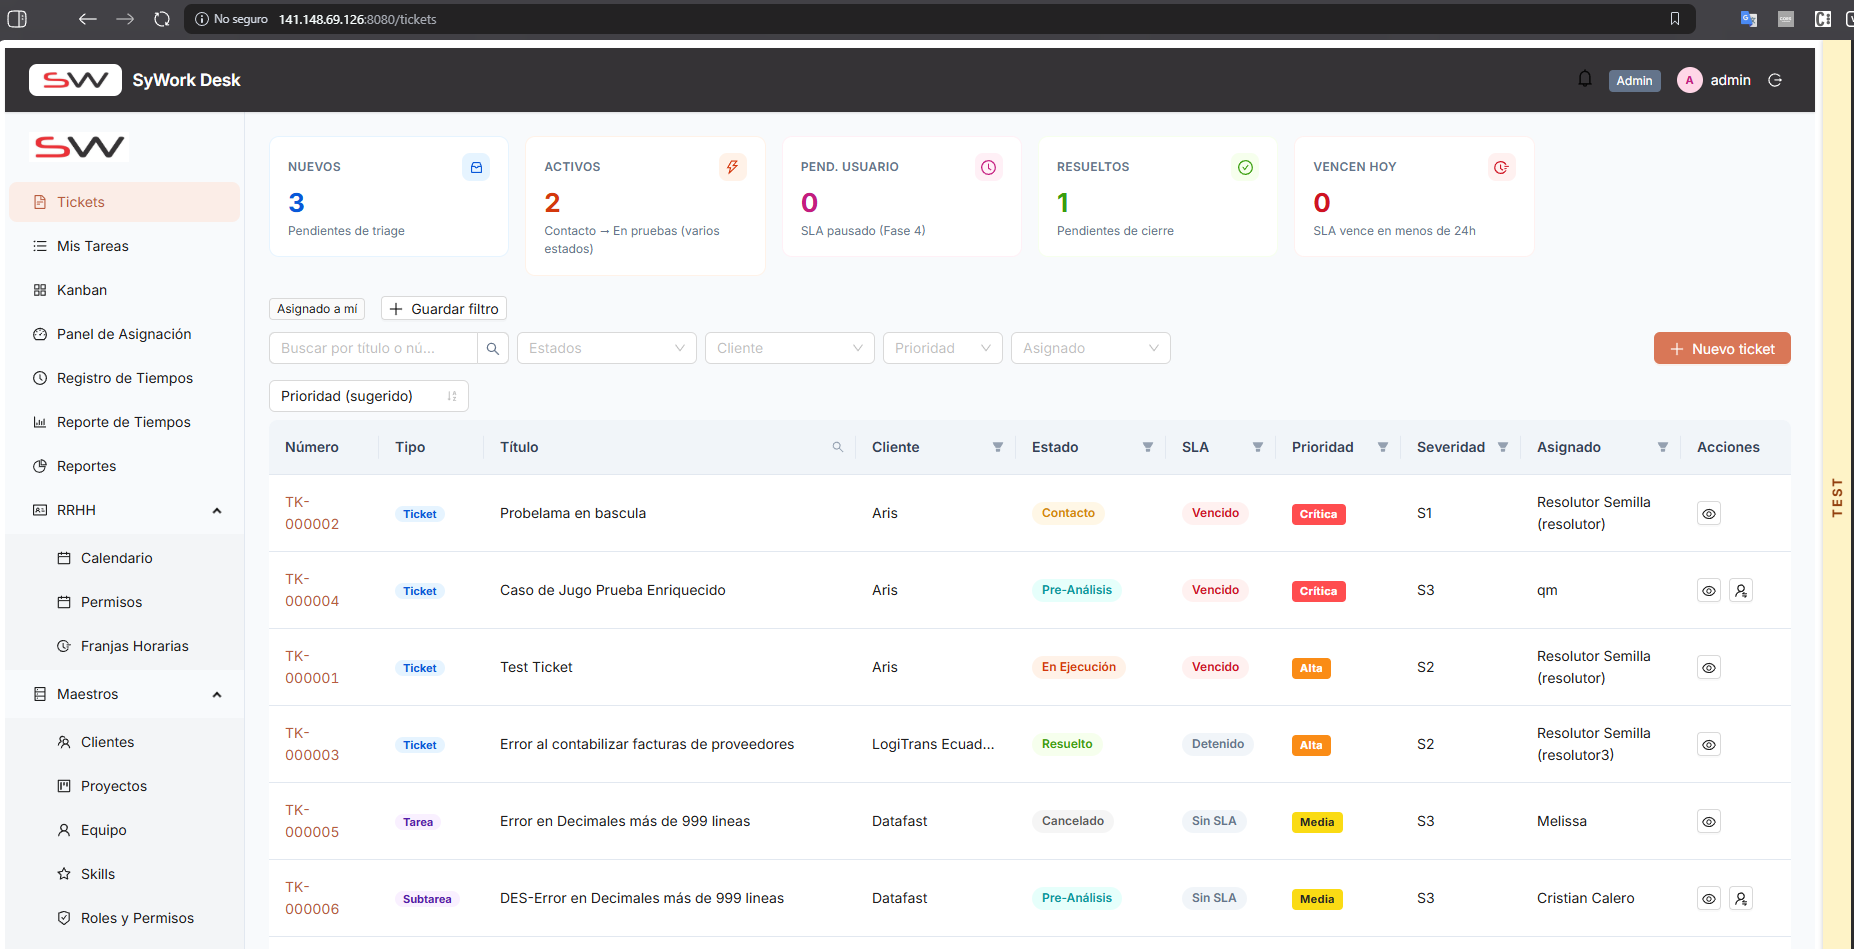 No seguro 141.148.69.126:8080/tickets
SW SyWork Desk
Admin A admin
SW
Tickets
Mis Tareas
Kanban
Panel de Asignación
Registro de Tiempos
Reporte de Tiempos
Reportes
RRHH
Calendario
Permisos
Franjas Horarias
Maestros
Clientes
Proyectos
Equipo
Skills
Roles y Permisos
NUEVOS
3
Pendientes de triage
ACTIVOS
2
Contacto → En pruebas (varios
estados)
PEND. USUARIO
0
SLA pausado (Fase 4)
RESUELTOS
1
Pendientes de cierre
VENCEN HOY
0
SLA vence en menos de 24h
Asignado a mí + Guardar filtro
Buscar por título o nú... Estados Cliente Prioridad Asignado + Nuevo ticket
Prioridad (sugerido)
Número Tipo Título Cliente Estado SLA Prioridad Severidad Asignado Acciones
TK-
000002 Ticket Probelama en bascula Aris Contacto Vencido Crítica S1 Resolutor Semilla
(resolutor)
TK-
000004 Ticket Caso de Jugo Prueba Enriquecido Aris Pre-Análisis Vencido Crítica S3 qm
TK-
000001 Ticket Test Ticket Aris En Ejecución Vencido Alta S2 Resolutor Semilla
(resolutor)
TK-
000003 Ticket Error al contabilizar facturas de proveedores LogiTrans Ecuad... Resuelto Detenido Alta S2 Resolutor Semilla
(resolutor3)
TK-
000005 Tarea Error en Decimales más de 999 lineas Datafast Cancelado Sin SLA Media S3 Melissa
TK-
000006 Subtarea DES-Error en Decimales más de 999 lineas Datafast Pre-Análisis Sin SLA Media S3 Cristian Calero
TEST